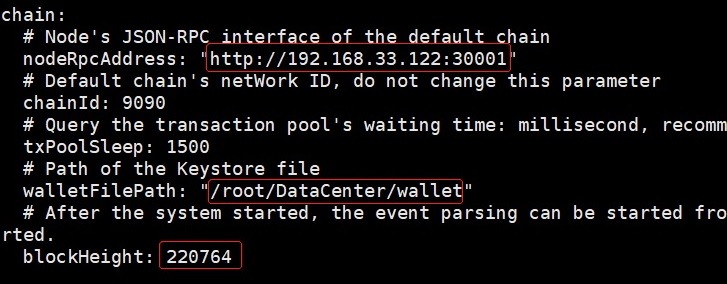 chain:
# Node's JSON-RPC interface of the default chain
nodeRpcAddress: "http://192.168.33.122:30001"
# Default chain's netWork ID, do not change this parameter
chainId: 9090
# Query the transaction pool's waiting time: millisecond, recomm
txPoolSleep: 1500
# Path of the Keystore file
walletFilePath: "/root/DataCenter/wallet"
# After the system started, the event parsing can be started fro
rted.
blockHeight: 220764